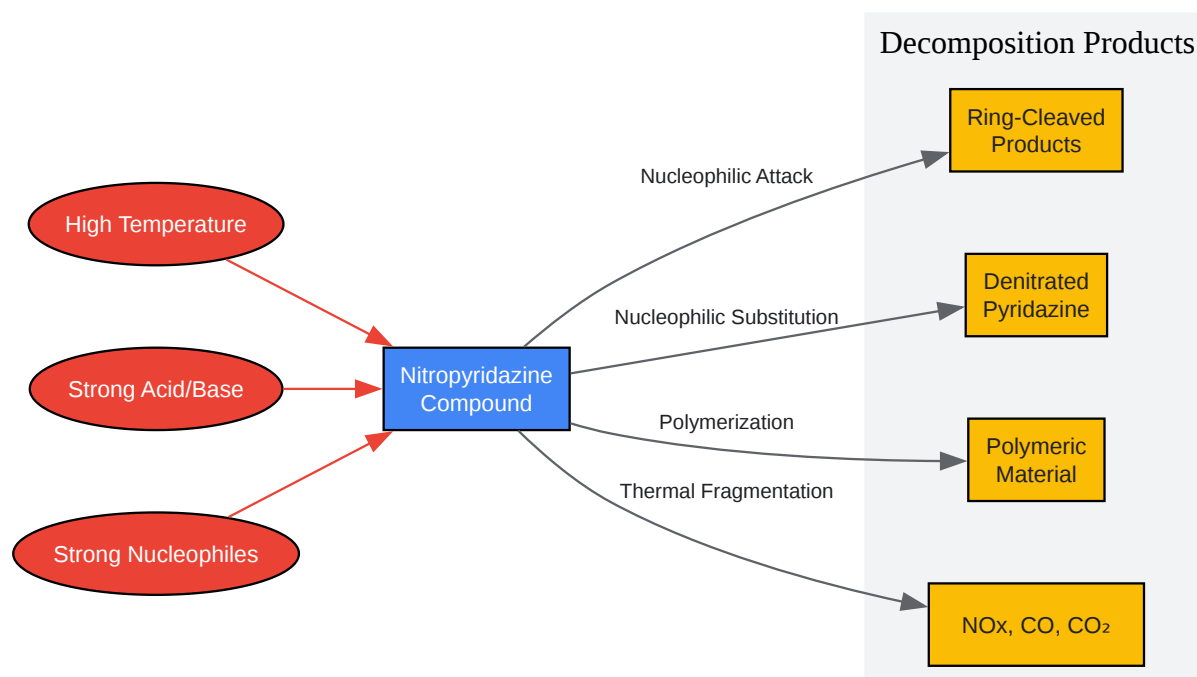 Decomposition Products
High Temperature
Strong Acid/Base
Strong Nucleophiles
Nitropyridazine
Compound
Nucleophilic Attack
Nucleophilic Substitution
Polymerization
Thermal Fragmentation
Ring-Cleaved
Products
Denitrated
Pyridazine
Polymeric
Material
NOx, CO, CO₂